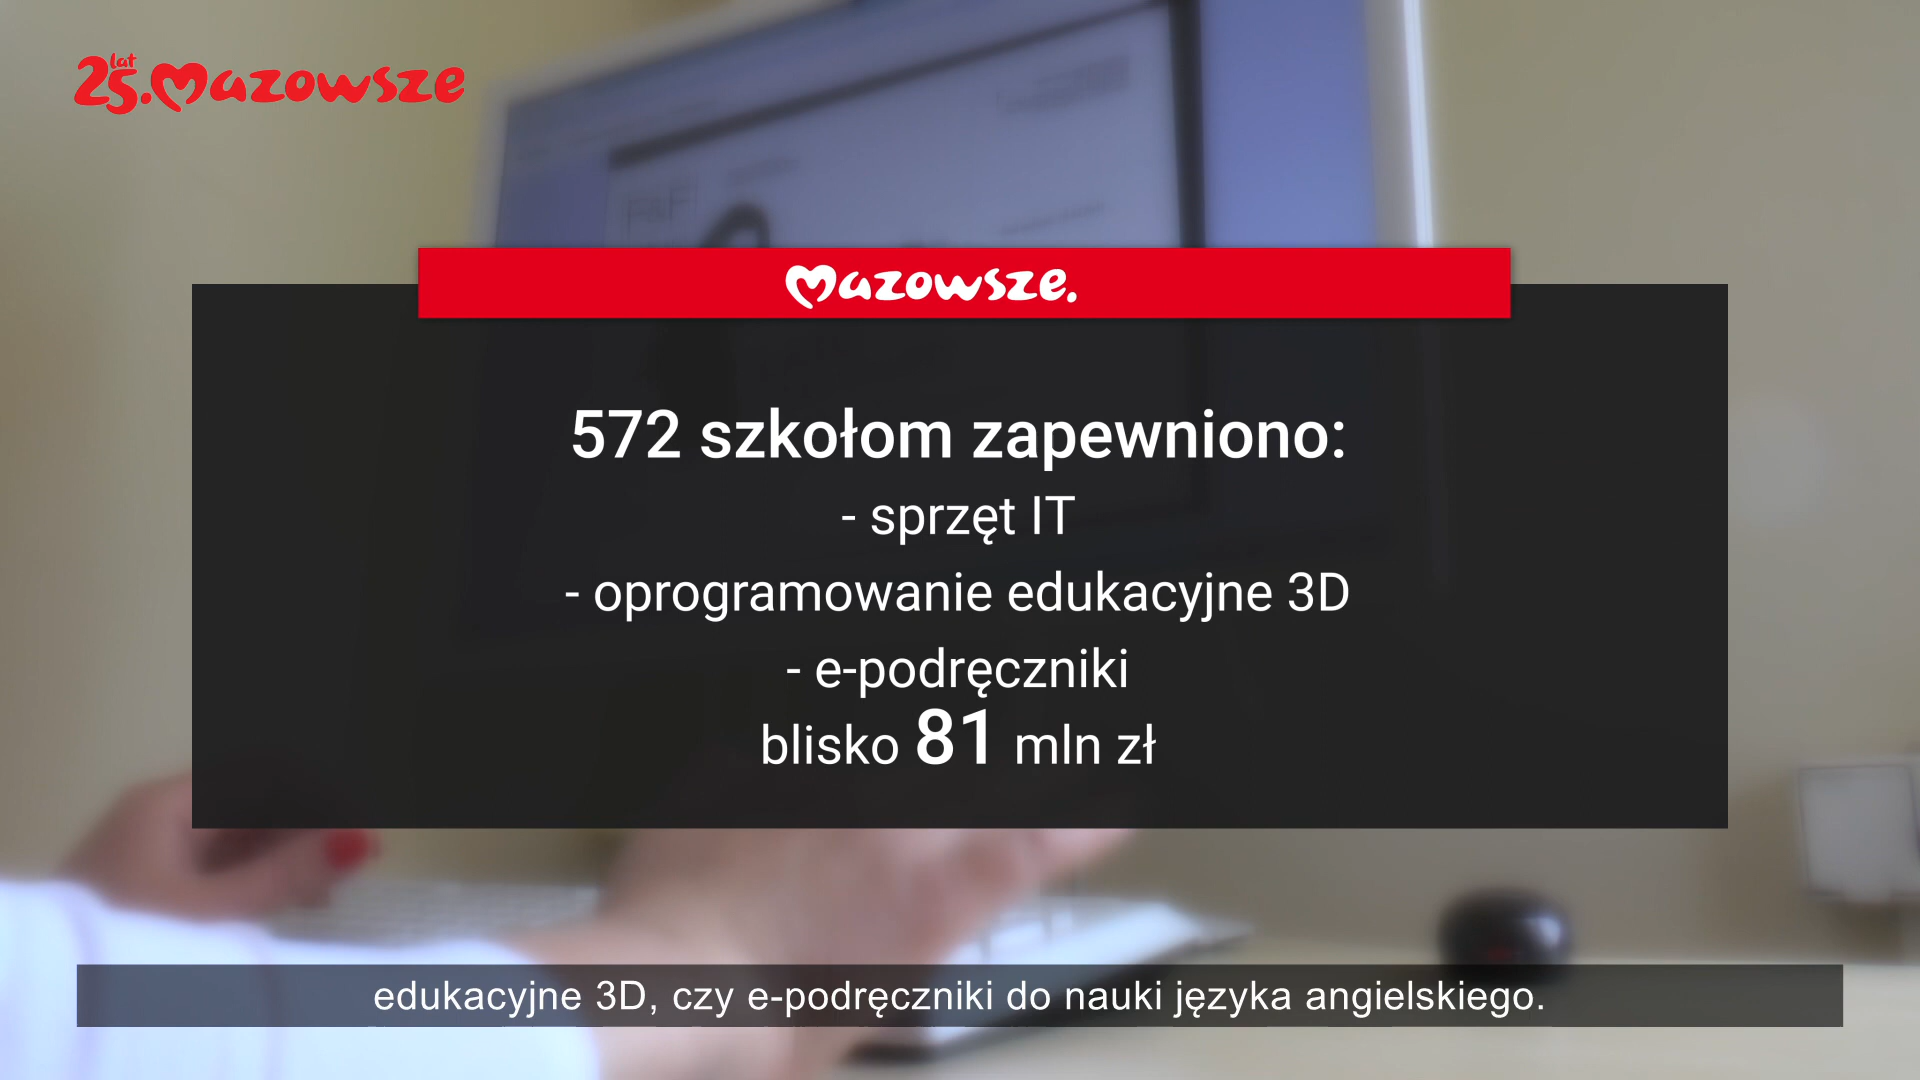 25 lat. Mazowsze
Mazowsze.
572 szkołom zapewniono:
- sprzęt IT
- oprogramowanie edukacyjne 3D
- e-podręczniki
blisko 81 mln zł
edukacyjne 3D, czy e-podręczniki do nauki języka angielskiego.